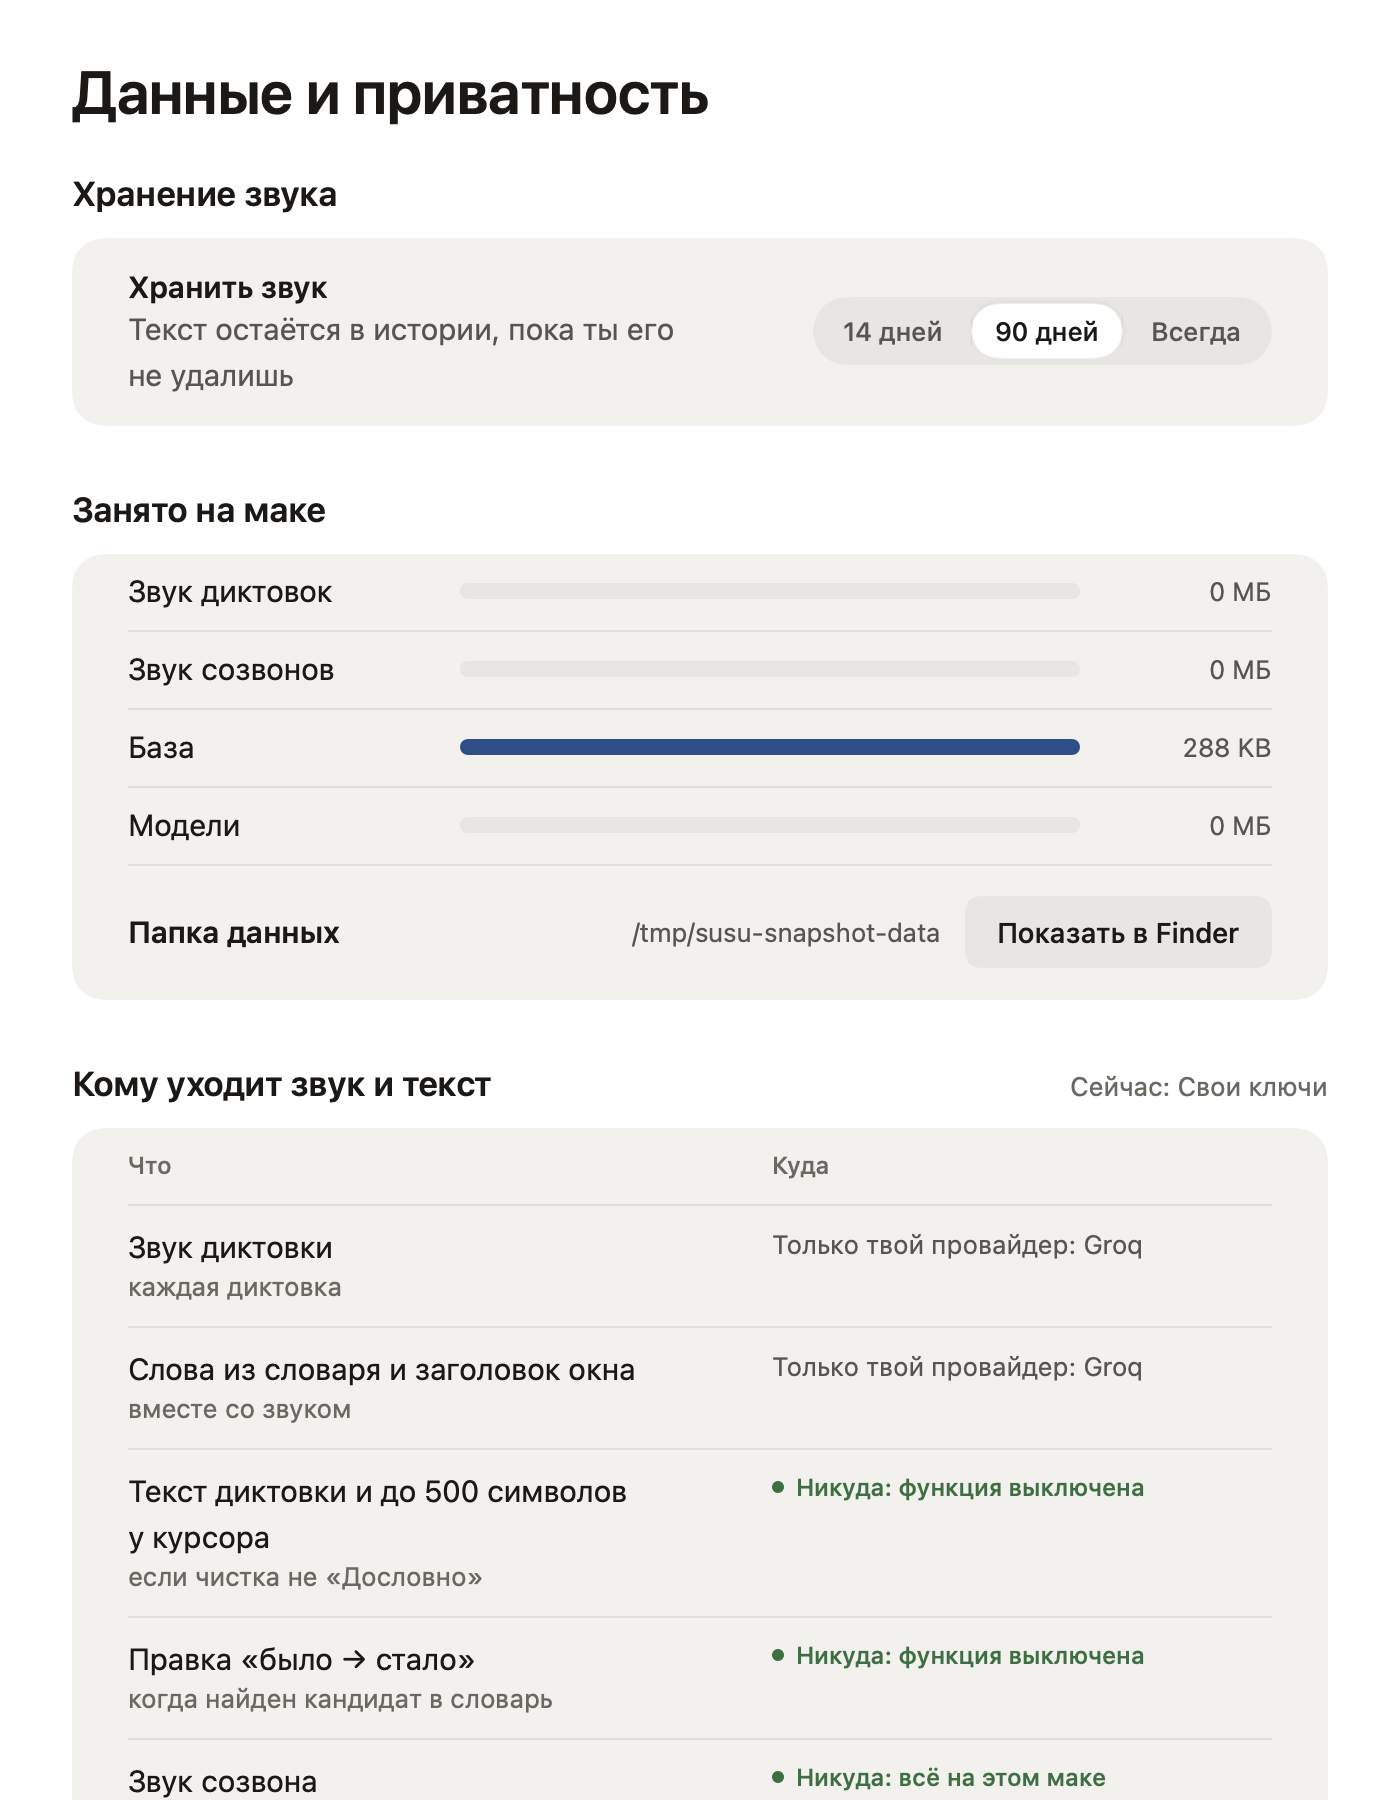 Данные и приватность
Хранение звука
Хранить звук
Текст остаётся в истории, пока ты его
не удалишь
14 дней
90 дней
Всегда
Занято на маке
Звук диктовок
0 МБ
Звук созвонов
0 МБ
База
288 KB
Модели
0 МБ
Папка данных
/tmp/susu-snapshot-data
Показать в Finder
Кому уходит звук и текст
Сейчас: Свои ключи
Что
Куда
Звук диктовки
Только твой провайдер: Groq
каждая диктовка
Слова из словаря и заголовок окна
Только твой провайдер: Groq
вместе со звуком
Текст диктовки и до 500 символов
у курсора
Никуда: функция выключена
если чистка не «Дословно»
Правка «было → стало»
Никуда: функция выключена
когда найден кандидат в словарь
Звук созвона
Никуда: всё на этом маке